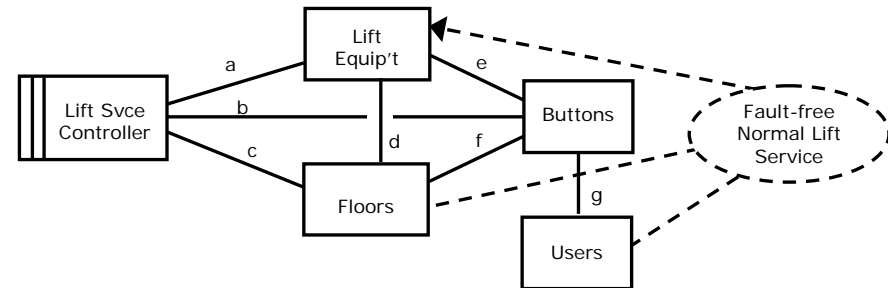 Lift
Equip't
a
e
Lift Svce
Controller
b
Buttons
Fault-free
Normal Lift
Service
c
d
f
Floors
g
Users